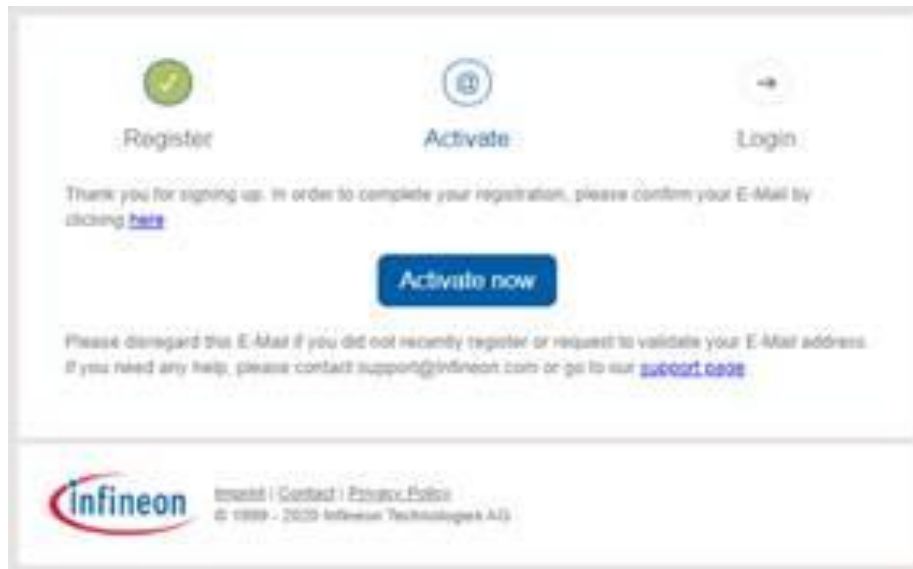 Register
Activate
Login
Thank you for signing up. In order to complete your registration, please confirm your E-Mail by
clicking here
Activate now
Please disregard this E-Mail if you did not recently register or request to validate your E-Mail address.
If you need any help, please contact support@infineon.com or go to our support page
infineon
Imprint | Contact | Privacy Policy
© 1999 - 2020 Infineon Technologies AG